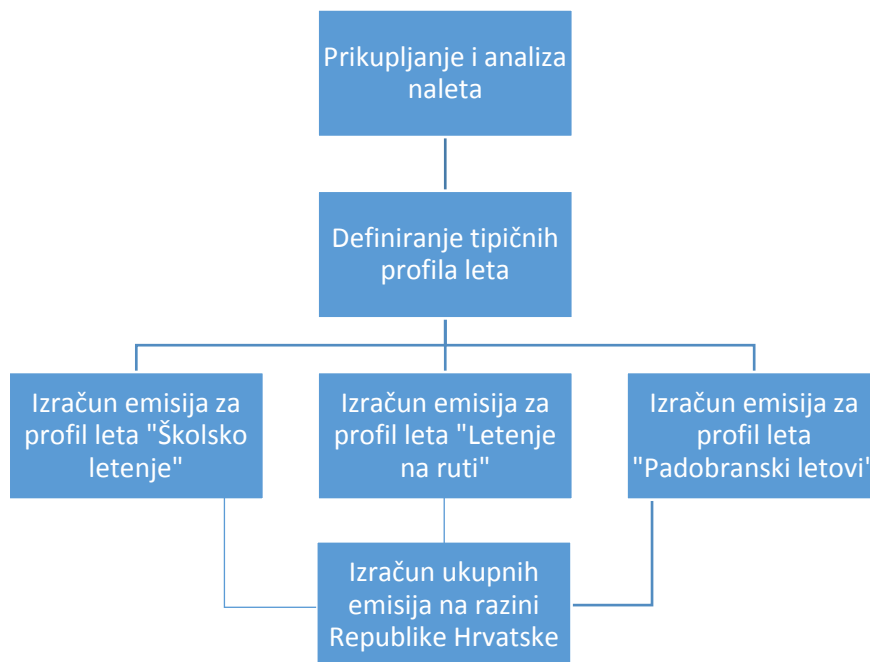 Prikupljanje i analiza
naleta
Definiranje tipičnih
profila leta
Izračun emisija za
profil leta "Školsko
letenje"
Izračun emisija za
profil leta "Letenje
na ruti"
Izračun emisija za
profil leta
"Padobranski letovi"
Izračun ukupnih
emisija na razini
Republike Hrvatske